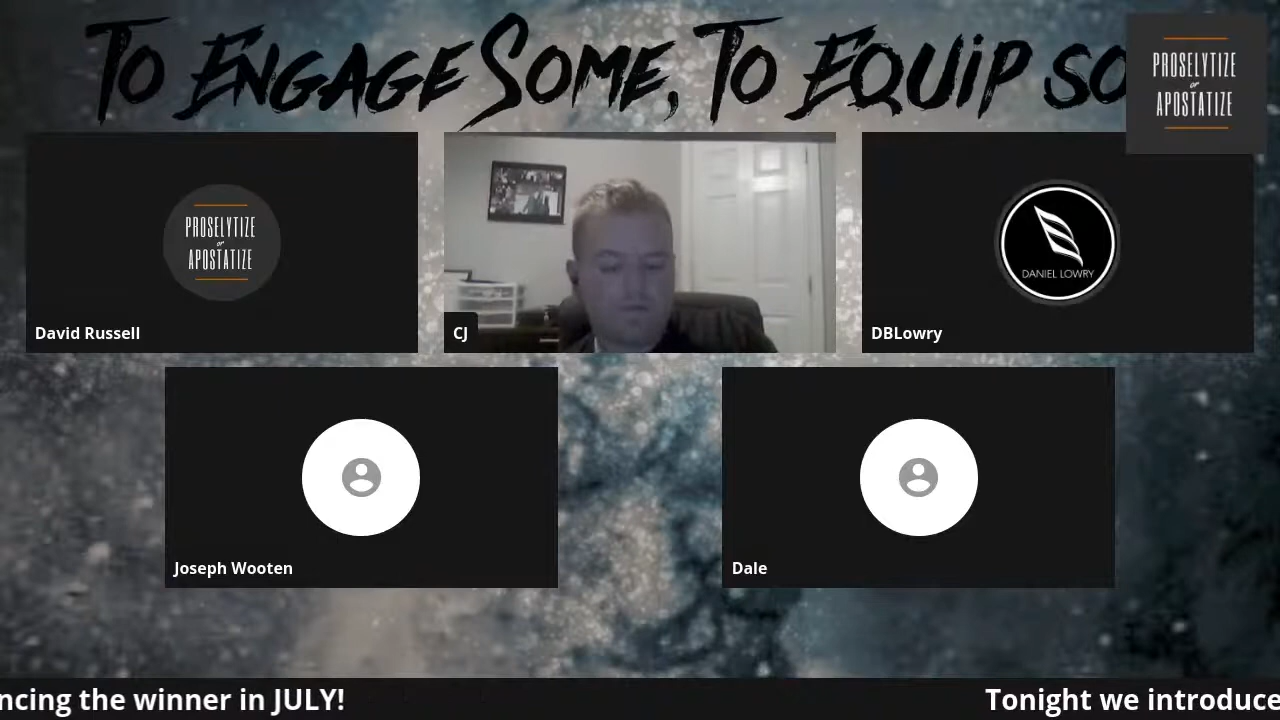 To Engage Some, To Equip so
PROSELYTIZE
or
APOSTATIZE
PROSELYTIZE
or
APOSTATIZE
DANIEL LOWRY
David Russell
CJ
DBLowry
Joseph Wooten
Dale
ncing the winner in JULY!
Tonight we introduce